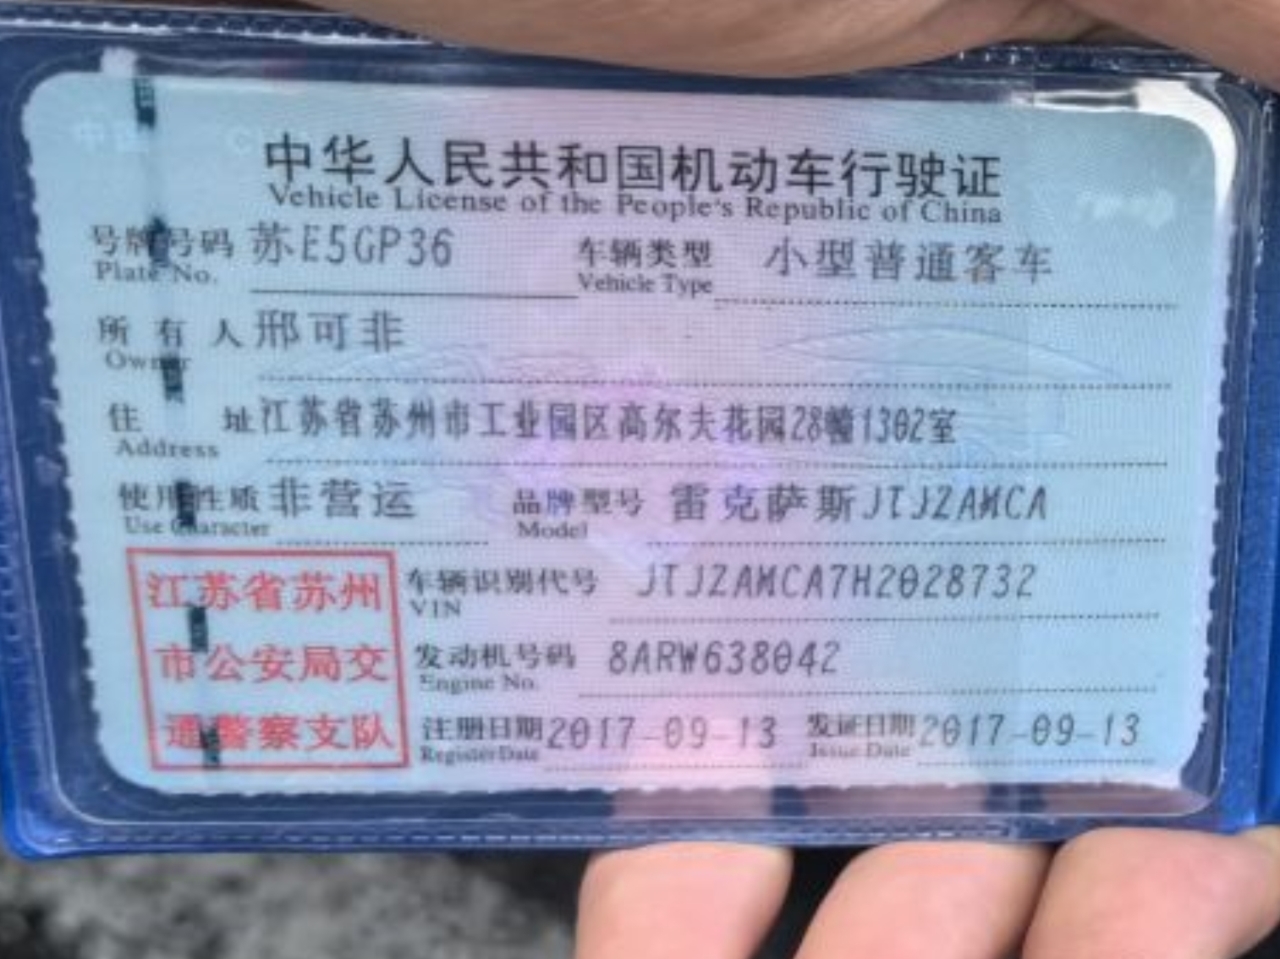 中华人民共和国机动车行驶证
Vehicle License of the People's Republic of China
号牌号码 苏E5GP36 车辆类型 小型普通客车
Plate No. Vehicle Type
所有人 邢可非
Owner
住址 江苏省苏州市工业园区高尔夫花园28幢1302室
Address
使用性质 非营运 品牌型号 雷克萨斯JTJZAMCA
Use Character Model
江苏省苏州 车辆识别代号 JTJZAMCA7H2028732
VIN
市公安局交 发动机号码 8ARW638042
Engine No.
通警察支队 注册日期 2017-09-13 发证日期 2017-09-13
Register Date Issue Date